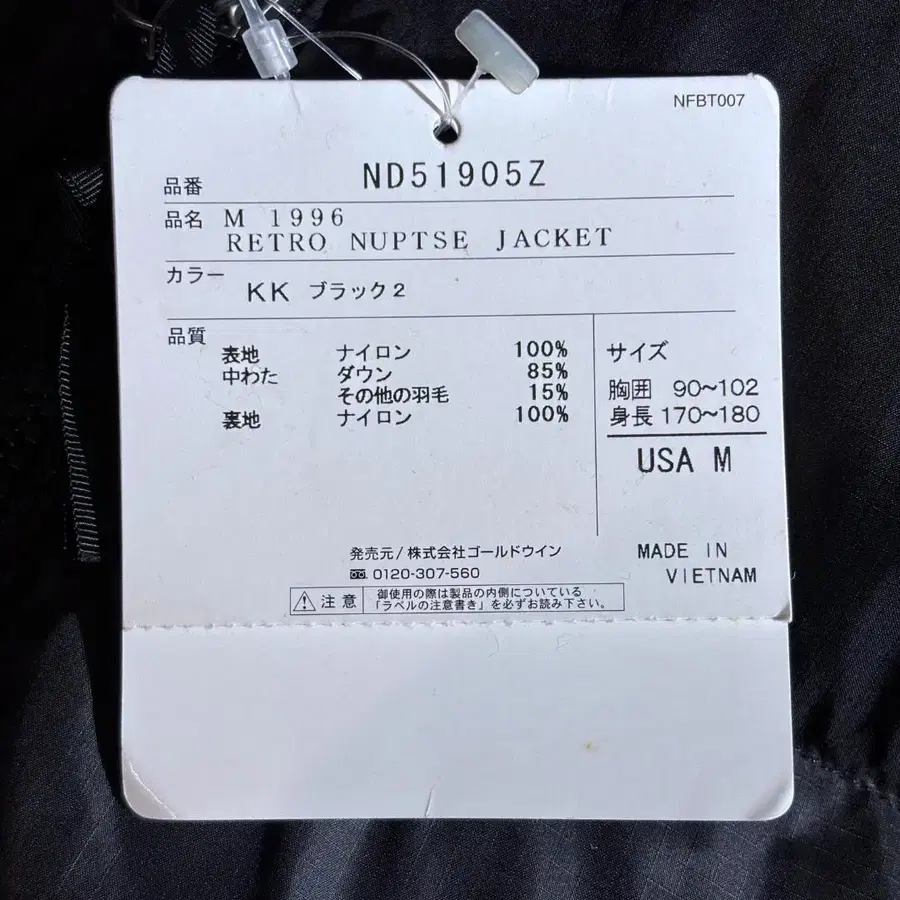 NFBT007
品番 ND51905Z
品名 M 1996
RETRO NUPTSE JACKET
カラー
KK ブラック2
品質
表地 ナイロン 100%
中わた ダウン 85%
その他の羽毛 15%
裏地 ナイロン 100%
サイズ
胸囲 90~102
身長 170~180
USA M
発売元/株式会社ゴールドウイン
0120-307-560
MADE IN
VIETNAM
注意
御使用の際は製品の内側についている
「ラベルの注意書き」を必ずお読み下さい。